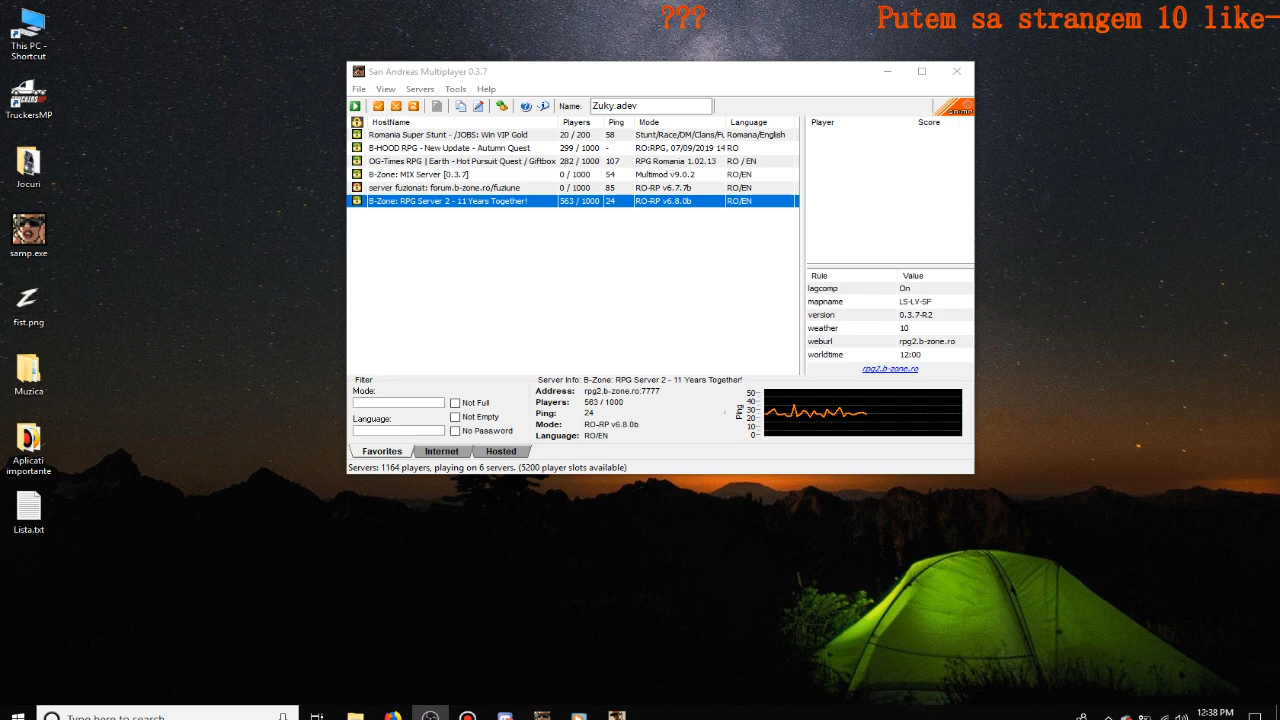 ??? Putem sa strangem 10 like-
This PC -
Shortcut
TruckersMP
Jocuri
samp.exe
fist.png
Muzica
Aplicati
importante
Lista.txt
San Andreas Multiplayer 0.3.7
File View Servers Tools Help
Name: Zuky.adev
HostName Players Ping Mode Language
Romania Super Stunt - /JOBS: Win VIP Gold 20 / 200 58 Stunt/Race/DM/Clans/Fu Romana/English
B-HOOD RPG - New Update - Autumn Quest 299 / 1000 - RO:RPG, 07/09/2019 14 RO
OG-Times RPG | Earth - Hot Pursuit Quest / Giftbox 282 / 1000 107 RPG Romania 1.02.13 RO / EN
B-Zone: MIX Server [0.3.7] 0 / 1000 54 Multimod v9.0.2 RO/EN
server fuzionat: forum.b-zone.ro/fuziune 0 / 1000 85 RO-RP v6.7.7b RO/EN
B-Zone: RPG Server 2 - 11 Years Together! 563 / 1000 24 RO-RP v6.8.0b RO/EN
Player Score
Rule Value
lagcomp On
mapname LS-LV-SF
version 0.3.7-R2
weather 10
weburl rpg2.b-zone.ro
worldtime 12:00
rpg2.b-zone.ro
Filter
Mode:
Not Full
Not Empty
Language:
No Password
Server Info: B-Zone: RPG Server 2 - 11 Years Together!
Address: rpg2.b-zone.ro:7777
Players: 563 / 1000
Ping: 24
Mode: RO-RP v6.8.0b
Language: RO/EN
Ping
50
40
30
20
10
0
Favorites Internet Hosted
Servers: 1164 players, playing on 6 servers. (5200 player slots available)
Type here to search
12:38 PM